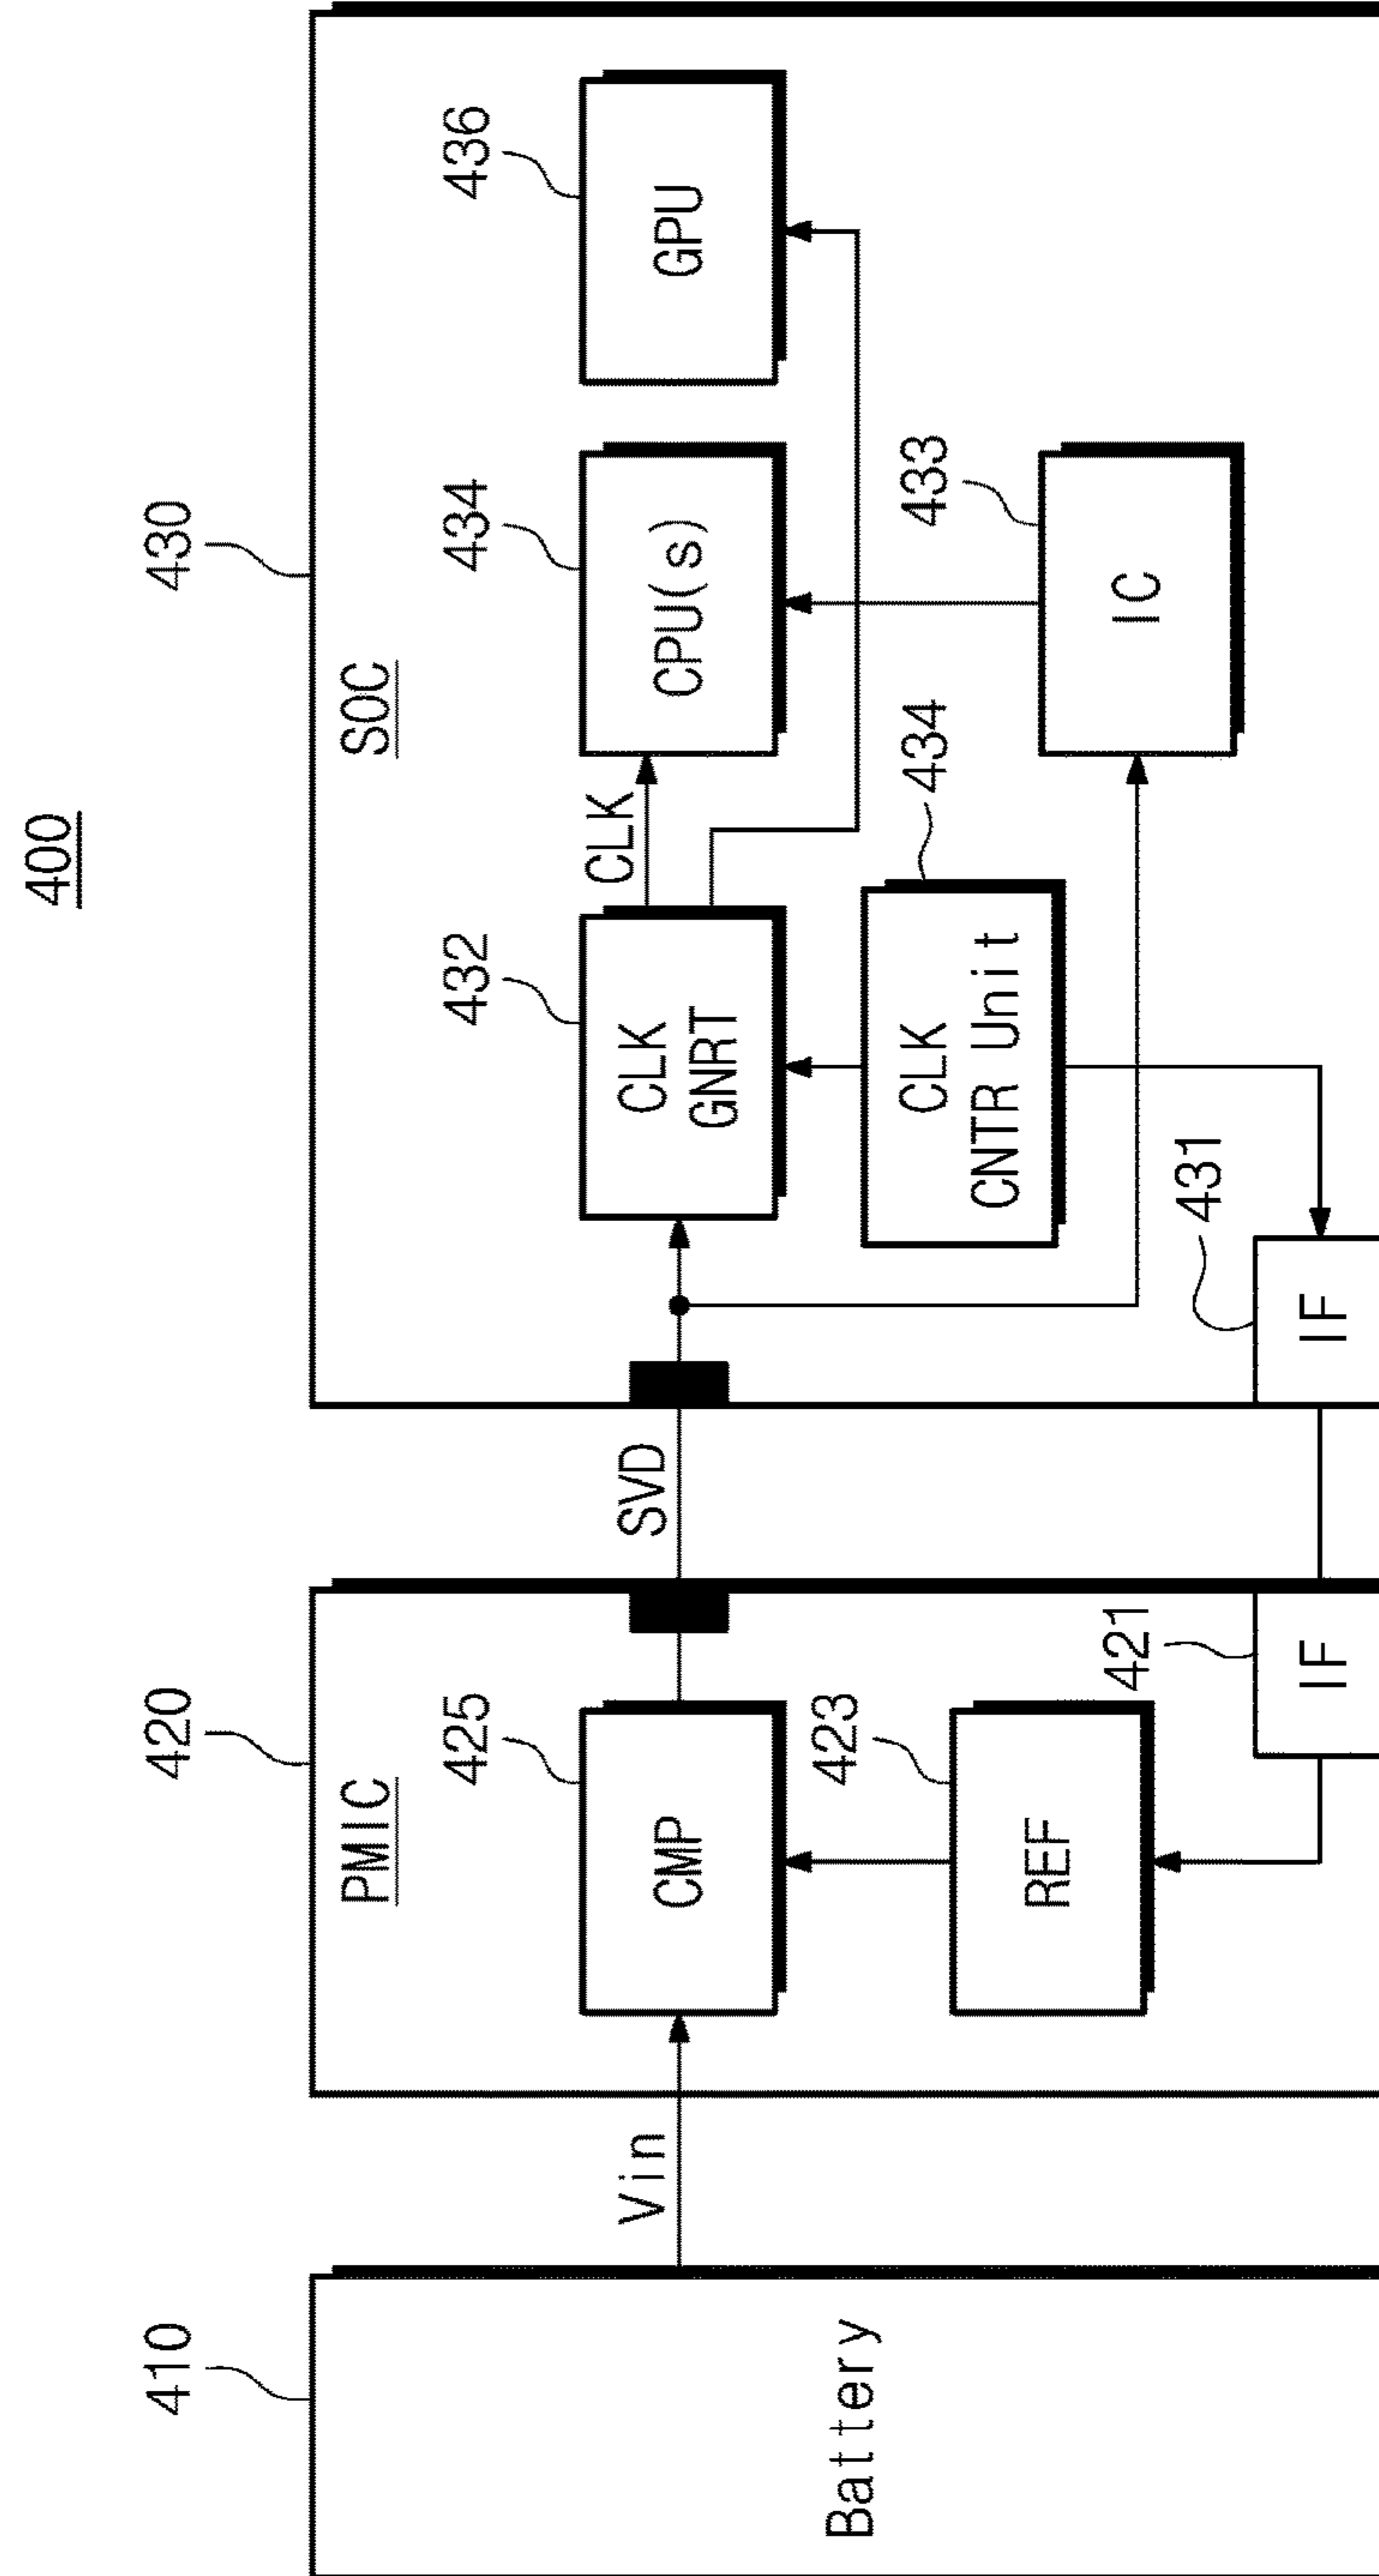 400
410
420
430
Battery
Vin
PMIC
425
CMP
423
REF
421
IF
SVD
SOC
432
CLK
GNRT
CLK
434
CPU(s)
436
GPU
434
CLK
CNTR Unit
433
IC
431
IF